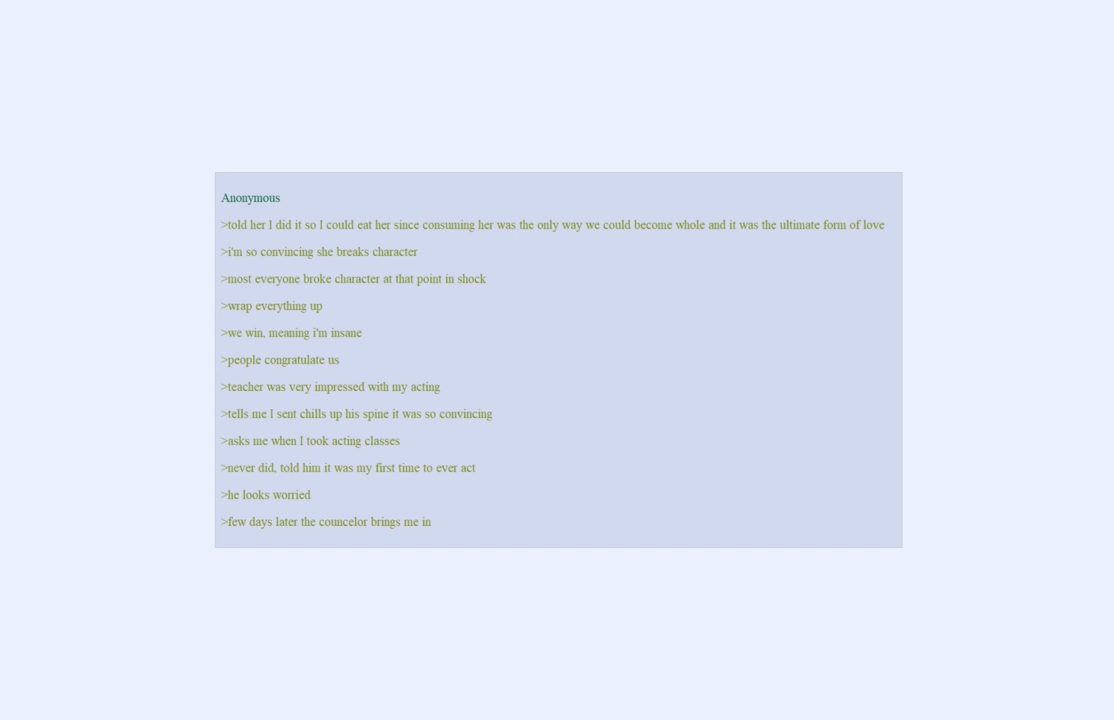 Anonymous
>told her I did it so I could eat her since consuming her was the only way we could become whole and it was the ultimate form of love
>i'm so convincing she breaks character
>most everyone broke character at that point in shock
>wrap everything up
>we win, meaning i'm insane
>people congratulate us
>teacher was very impressed with my acting
>tells me I sent chills up his spine it was so convincing
>asks me when I took acting classes
>never did, told him it was my first time to ever act
>he looks worried
>few days later the councelor brings me in